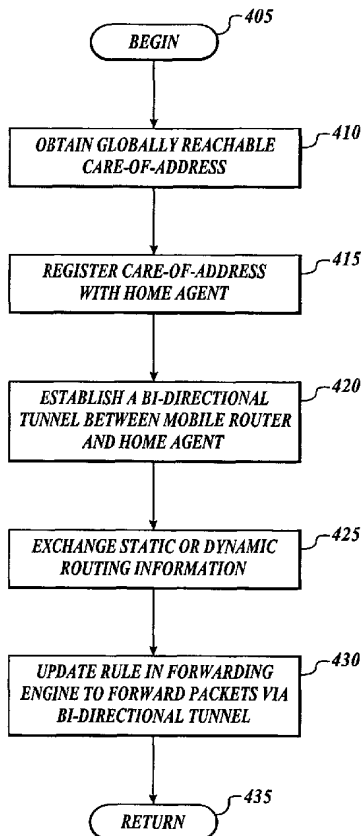 405
BEGIN
410
OBTAIN GLOBALLY REACHABLE
CARE-OF-ADDRESS
415
REGISTER CARE-OF-ADDRESS
WITH HOME AGENT
420
ESTABLISH A BI-DIRECTIONAL
TUNNEL BETWEEN MOBILE ROUTER
AND HOME AGENT
425
EXCHANGE STATIC OR DYNAMIC
ROUTING INFORMATION
430
UPDATE RULE IN FORWARDING
ENGINE TO FORWARD PACKETS VIA
BI-DIRECTIONAL TUNNEL
435
RETURN